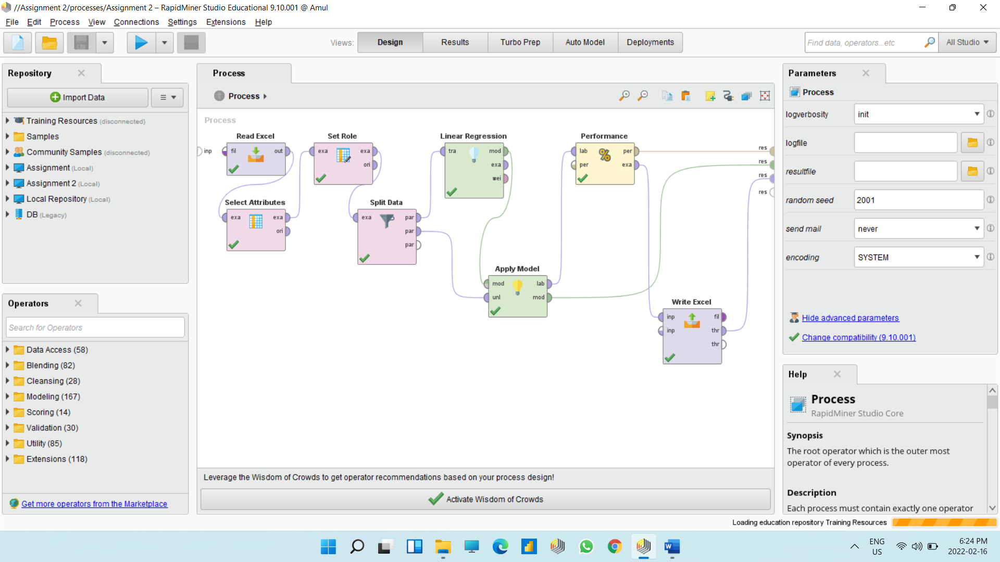 //Assignment 2/processes/Assignment 2 – RapidMiner Studio Educational 9.10.001 @ Amul
File Edit Process View Connections Settings Extensions Help
Views: Design Results Turbo Prep Auto Model Deployments
Find data, operators...etc All Studio
Repository
Import Data
Training Resources (disconnected)
Samples
Community Samples (disconnected)
Assignment (Local)
Assignment 2 (Local)
Local Repository (Local)
DB (Legacy)
Operators
Search for Operators
Data Access (58)
Blending (82)
Cleansing (28)
Modeling (167)
Scoring (14)
Validation (30)
Utility (85)
Extensions (118)
Get more operators from the Marketplace
Process
Process
Process
inp
Read Excel
fil out
Select Attributes
exa exa
ori
Set Role
exa exa
ori
Split Data
exa par
par
par
Linear Regression
tra mod
exa
wei
Apply Model
mod lab
unl mod
Performance
%
lab per
per exa
Write Excel
inp fil
inp thr
thr
res
res
res
res
Leverage the Wisdom of Crowds to get operator recommendations based on your process design!
Activate Wisdom of Crowds
Parameters
Process
logverbosity init
logfile
resultfile
random seed 2001
send mail never
encoding SYSTEM
Hide advanced parameters
Change compatibility (9.10.001)
Help
Process
RapidMiner Studio Core
Synopsis
The root operator which is the outer most
operator of every process.
Description
Each process must contain exactly one operator
Loading education repository Training Resources
W
ENG
US
6:24 PM
2022-02-16